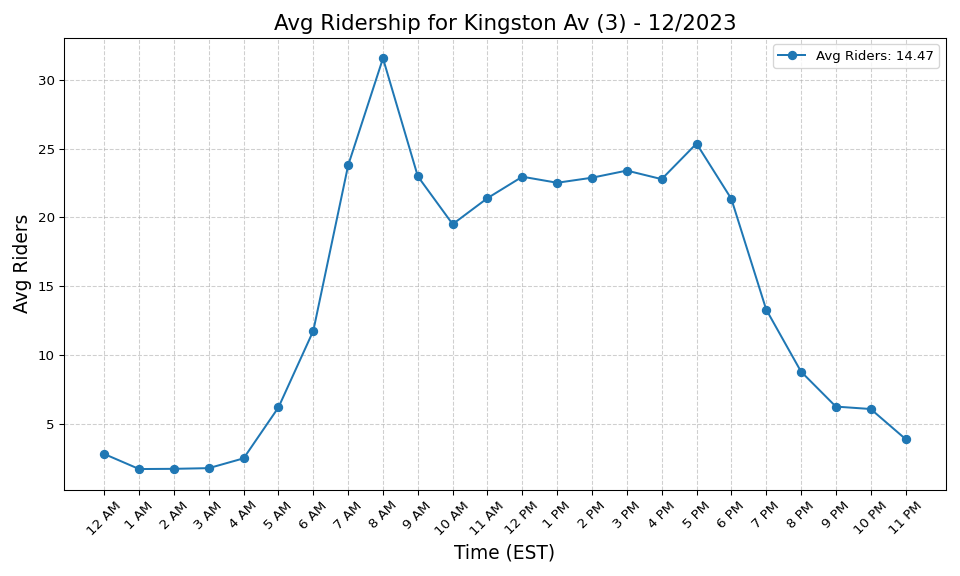 Avg Ridership for Kingston Av (3) - 12/2023
Avg Riders: 14.47
Avg Riders
30
25
20
15
10
5
12 AM
1 AM
2 AM
3 AM
4 AM
5 AM
6 AM
7 AM
8 AM
9 AM
10 AM
11 AM
12 PM
1 PM
2 PM
3 PM
4 PM
5 PM
6 PM
7 PM
8 PM
9 PM
10 PM
11 PM
Time (EST)